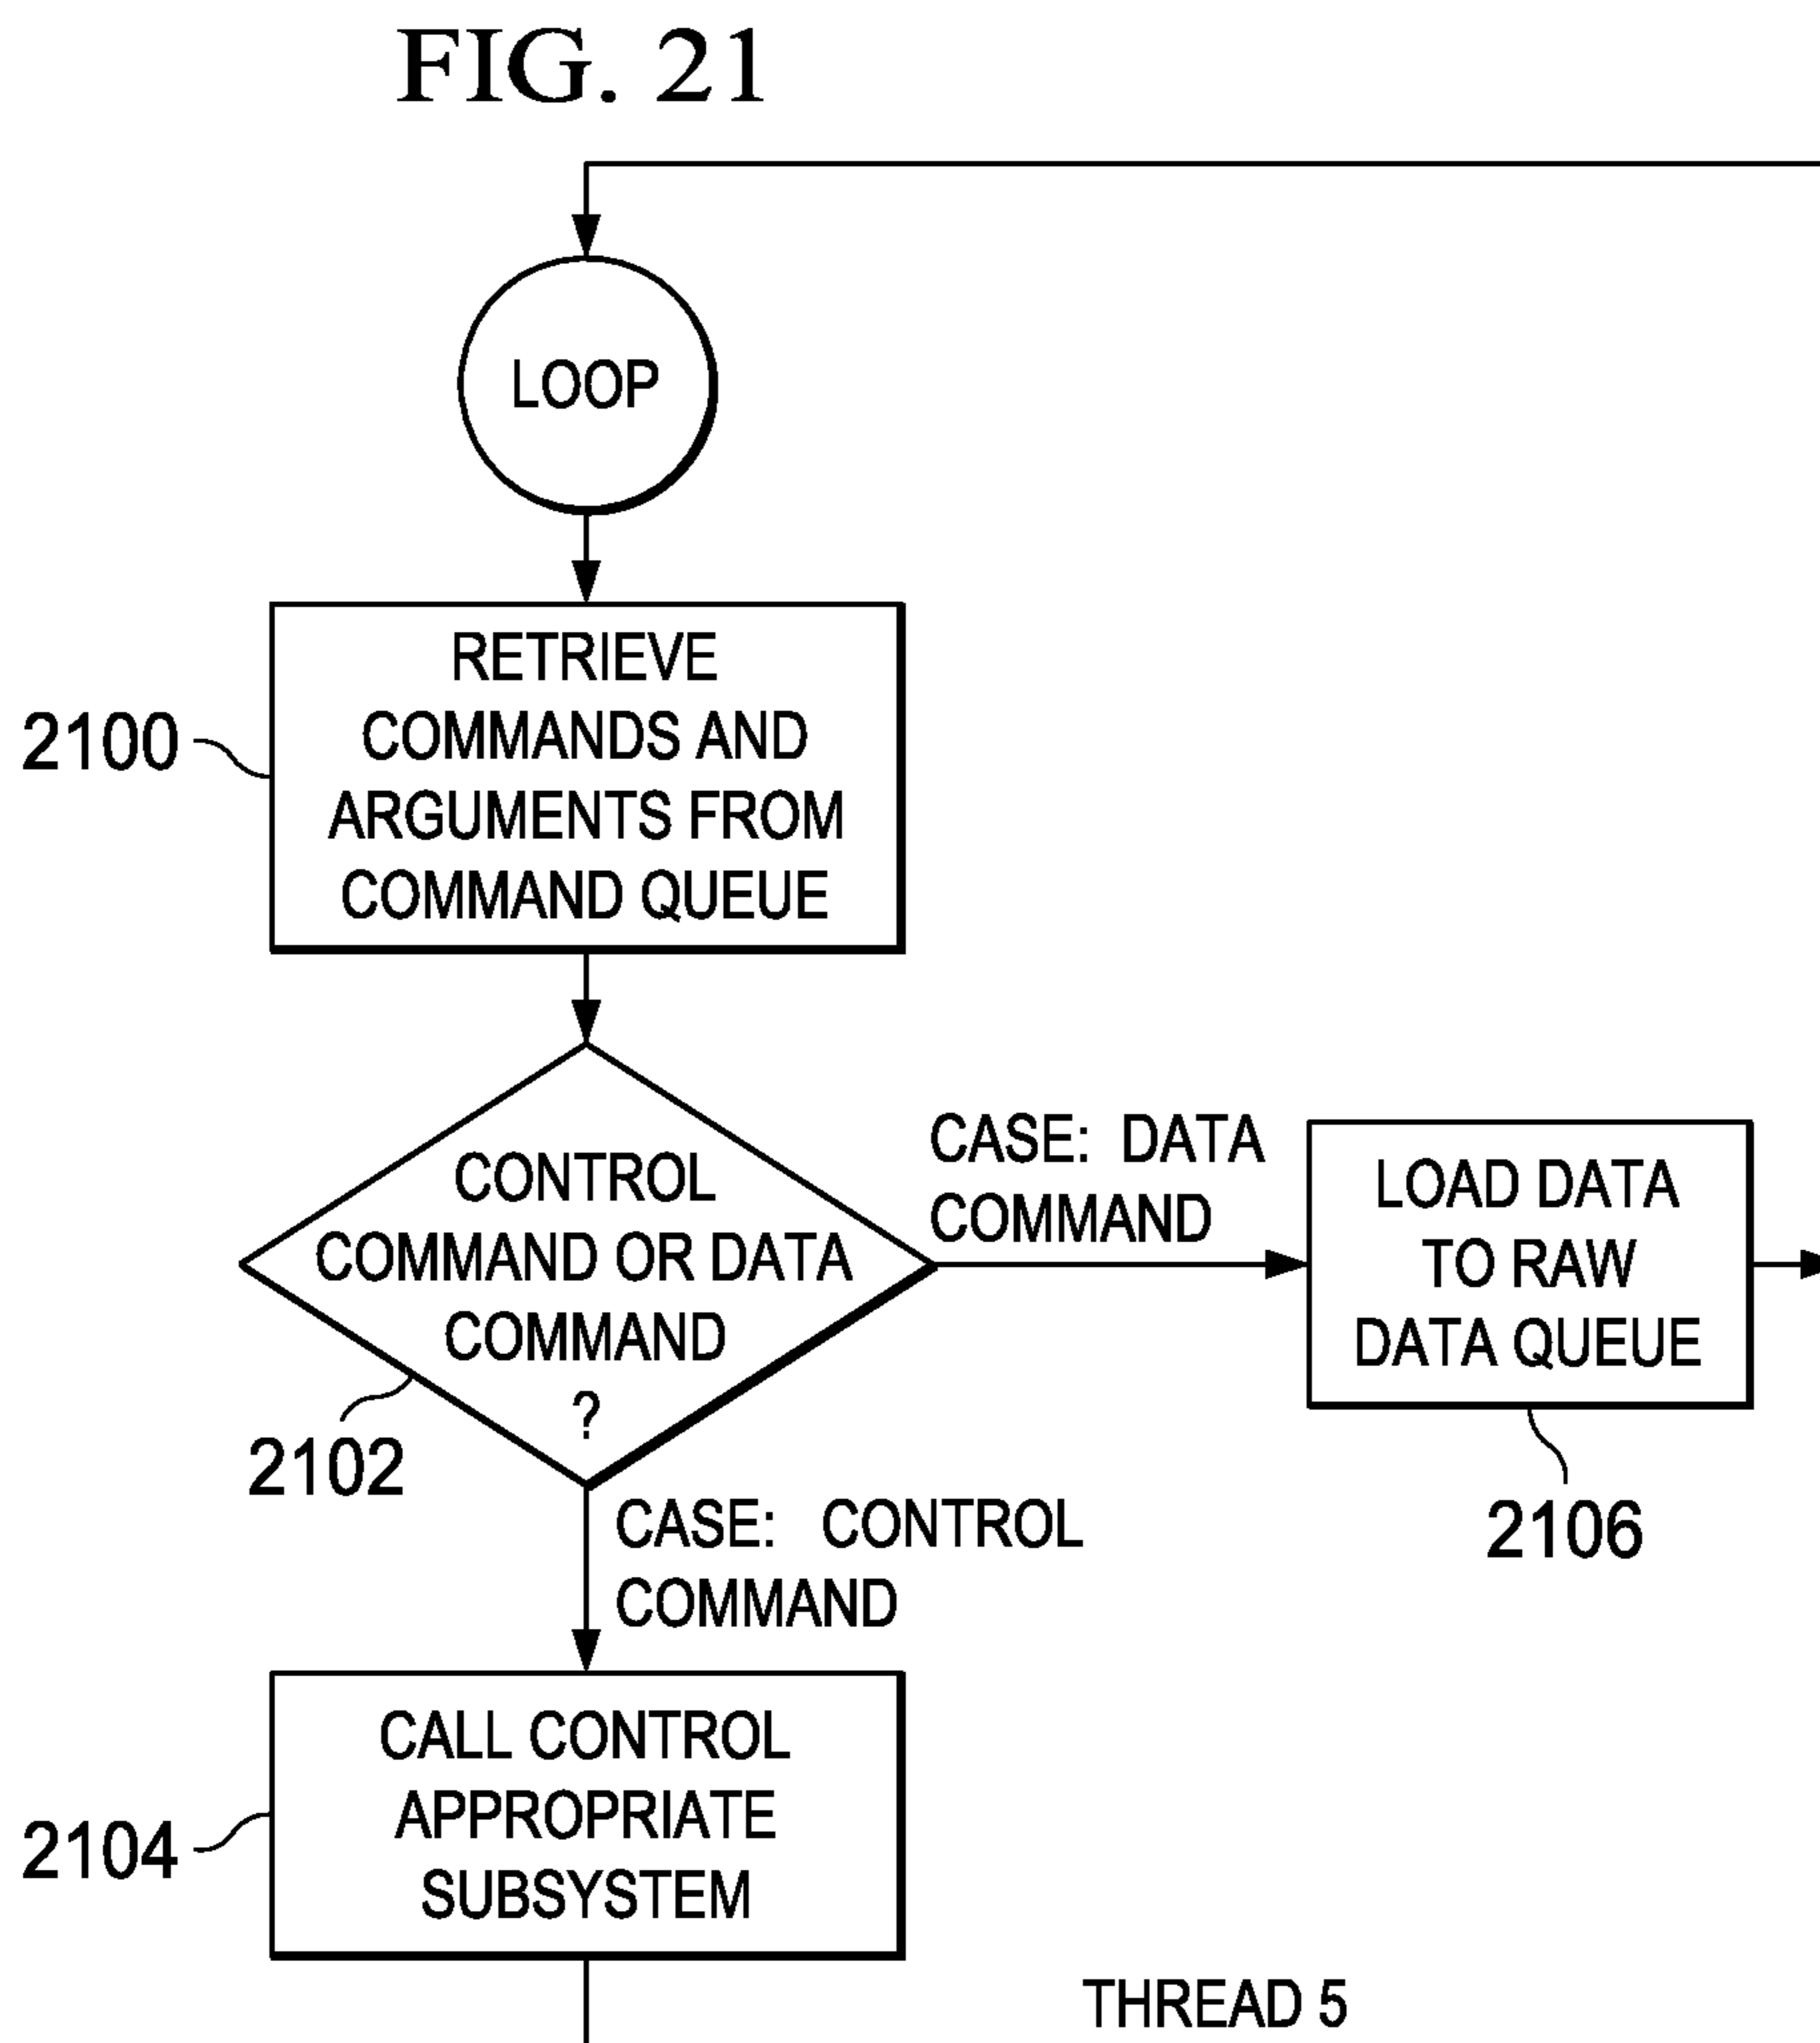 FIG. 21
LOOP
RETRIEVE
COMMANDS AND
ARGUMENTS FROM
COMMAND QUEUE
2100
CONTROL
COMMAND OR DATA
COMMAND
?
2102
CASE: DATA
COMMAND
LOAD DATA
TO RAW
DATA QUEUE
2106
CASE: CONTROL
COMMAND
CALL CONTROL
APPROPRIATE
SUBSYSTEM
2104
THREAD 5